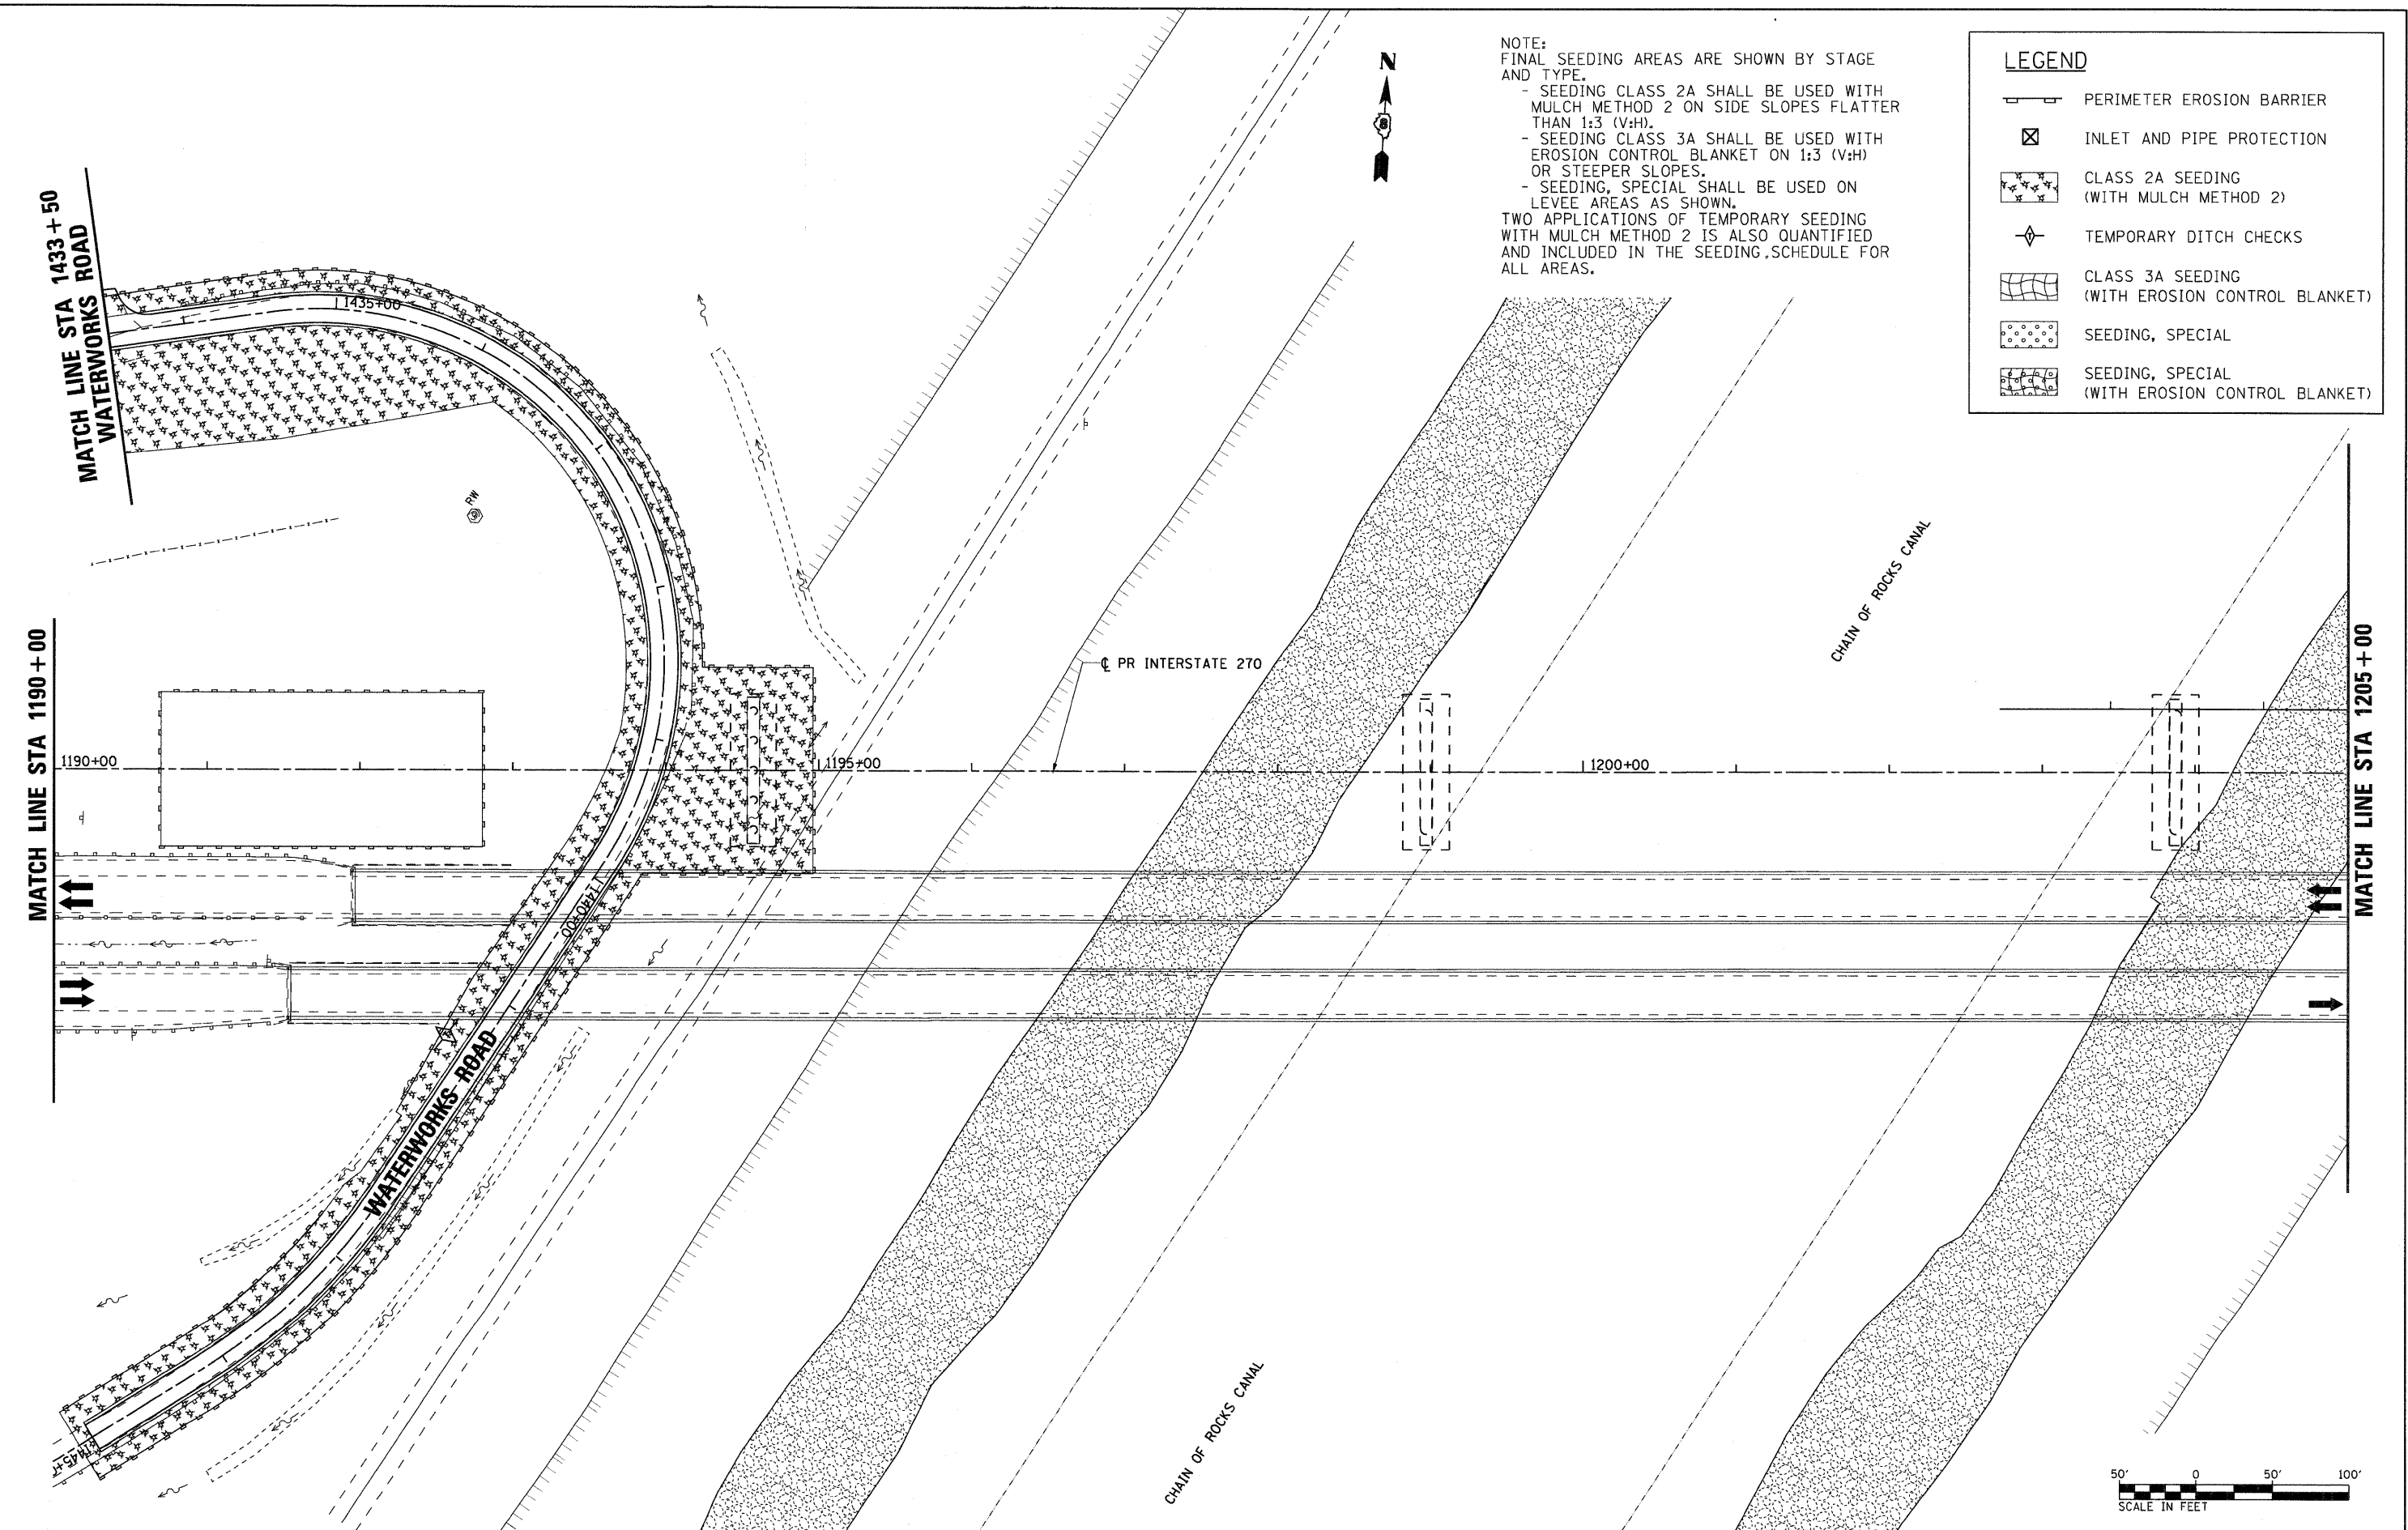 N
NOTE:
FINAL SEEDING AREAS ARE SHOWN BY STAGE
AND TYPE.
- SEEDING CLASS 2A SHALL BE USED WITH
MULCH METHOD 2 ON SIDE SLOPES FLATTER
THAN 1:3 (V:H).
- SEEDING CLASS 3A SHALL BE USED WITH
EROSION CONTROL BLANKET ON 1:3 (V:H)
OR STEEPER SLOPES.
- SEEDING, SPECIAL SHALL BE USED ON
LEVEE AREAS AS SHOWN.
TWO APPLICATIONS OF TEMPORARY SEEDING
WITH MULCH METHOD 2 IS ALSO QUANTIFIED
AND INCLUDED IN THE SEEDING SCHEDULE FOR
ALL AREAS.
LEGEND
PERIMETER EROSION BARRIER
INLET AND PIPE PROTECTION
CLASS 2A SEEDING
(WITH MULCH METHOD 2)
TEMPORARY DITCH CHECKS
CLASS 3A SEEDING
(WITH EROSION CONTROL BLANKET)
SEEDING, SPECIAL
SEEDING, SPECIAL
(WITH EROSION CONTROL BLANKET)
MATCH LINE STA 1433+50
WATERWORKS ROAD
1435+00
RW
CHAIN OF ROCKS CANAL
℄ PR INTERSTATE 270
MATCH LINE STA 1190+00
1190+00
1195+00
1200+00
MATCH LINE STA 1205+00
1440+00
WATERWORKS ROAD
CHAIN OF ROCKS CANAL
50'
0
50'
100'
SCALE IN FEET